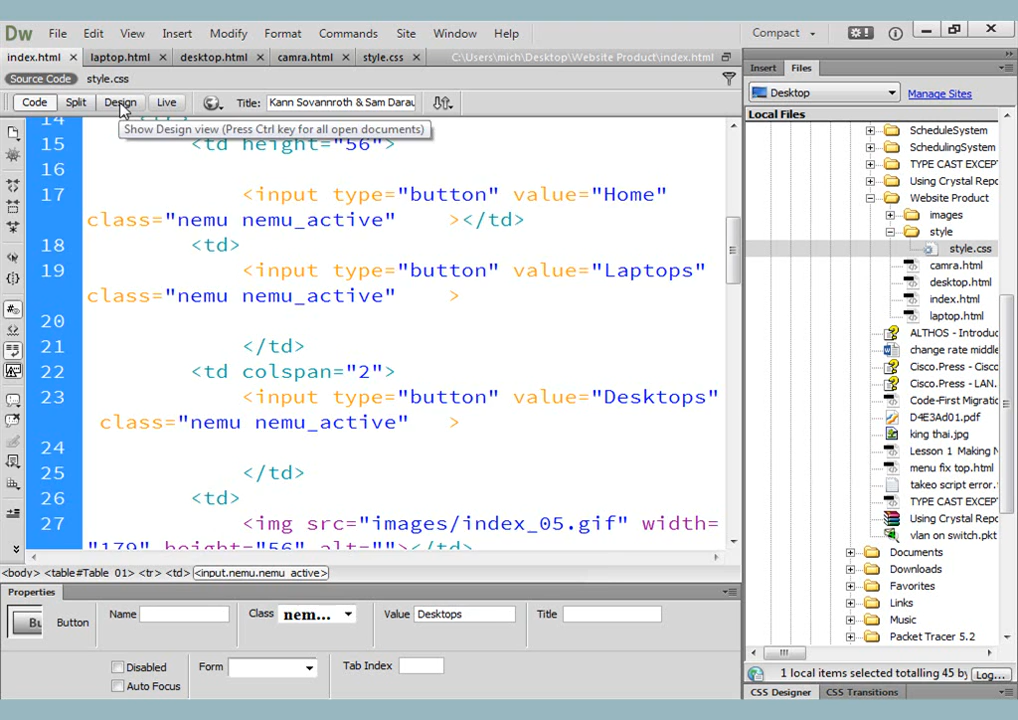 Dw File Edit View Insert Modify Format Commands Site Window Help Compact
index.html laptop.html desktop.html camra.html style.css C:\Users\mich\Desktop\Website Product\index.html
Source Code style.css
Code Split Design Live Title: Kann Sovannroth & Sam Darau
Show Design view (Press Ctrl key for all open documents)
14
15 <td height="56">
16
17 <input type="button" value="Home"
class="nemu nemu_active" ></td>
18 <td>
19 <input type="button" value="Laptops"
class="nemu nemu_active" >
20
21 </td>
22 <td colspan="2">
23 <input type="button" value="Desktops"
class="nemu nemu_active" >
24
25 </td>
26 <td>
27 <img src="images/index_05.gif" width=
"179" height="56" alt=""></td>
<body> <table#Table_01> <tr> <td> <input.nemu.nemu_active>
Properties
Bu Button Name Class nem... Value Desktops Title
Disabled Form Tab Index
Auto Focus
Insert Files
Desktop Manage Sites
Local Files
ScheduleSystem
SchedulingSystem
TYPE CAST EXCEP
Using Crystal Repo
Website Product
images
style
style.css
camra.html
desktop.html
index.html
laptop.html
ALTHOS - Introduc
change rate middle
Cisco.Press - Cisco
Cisco.Press - LAN.
Code-First Migratio
D4E3Ad01.pdf
king thai.jpg
Lesson 1 Making N
menu fix top.html
takeo script error.
TYPE CAST EXCEP
Using Crystal Repo
vlan on switch.pkt
Documents
Downloads
Favorites
Links
Music
Packet Tracer 5.2
1 local items selected totalling 45 by Log...
CSS Designer CSS Transitions